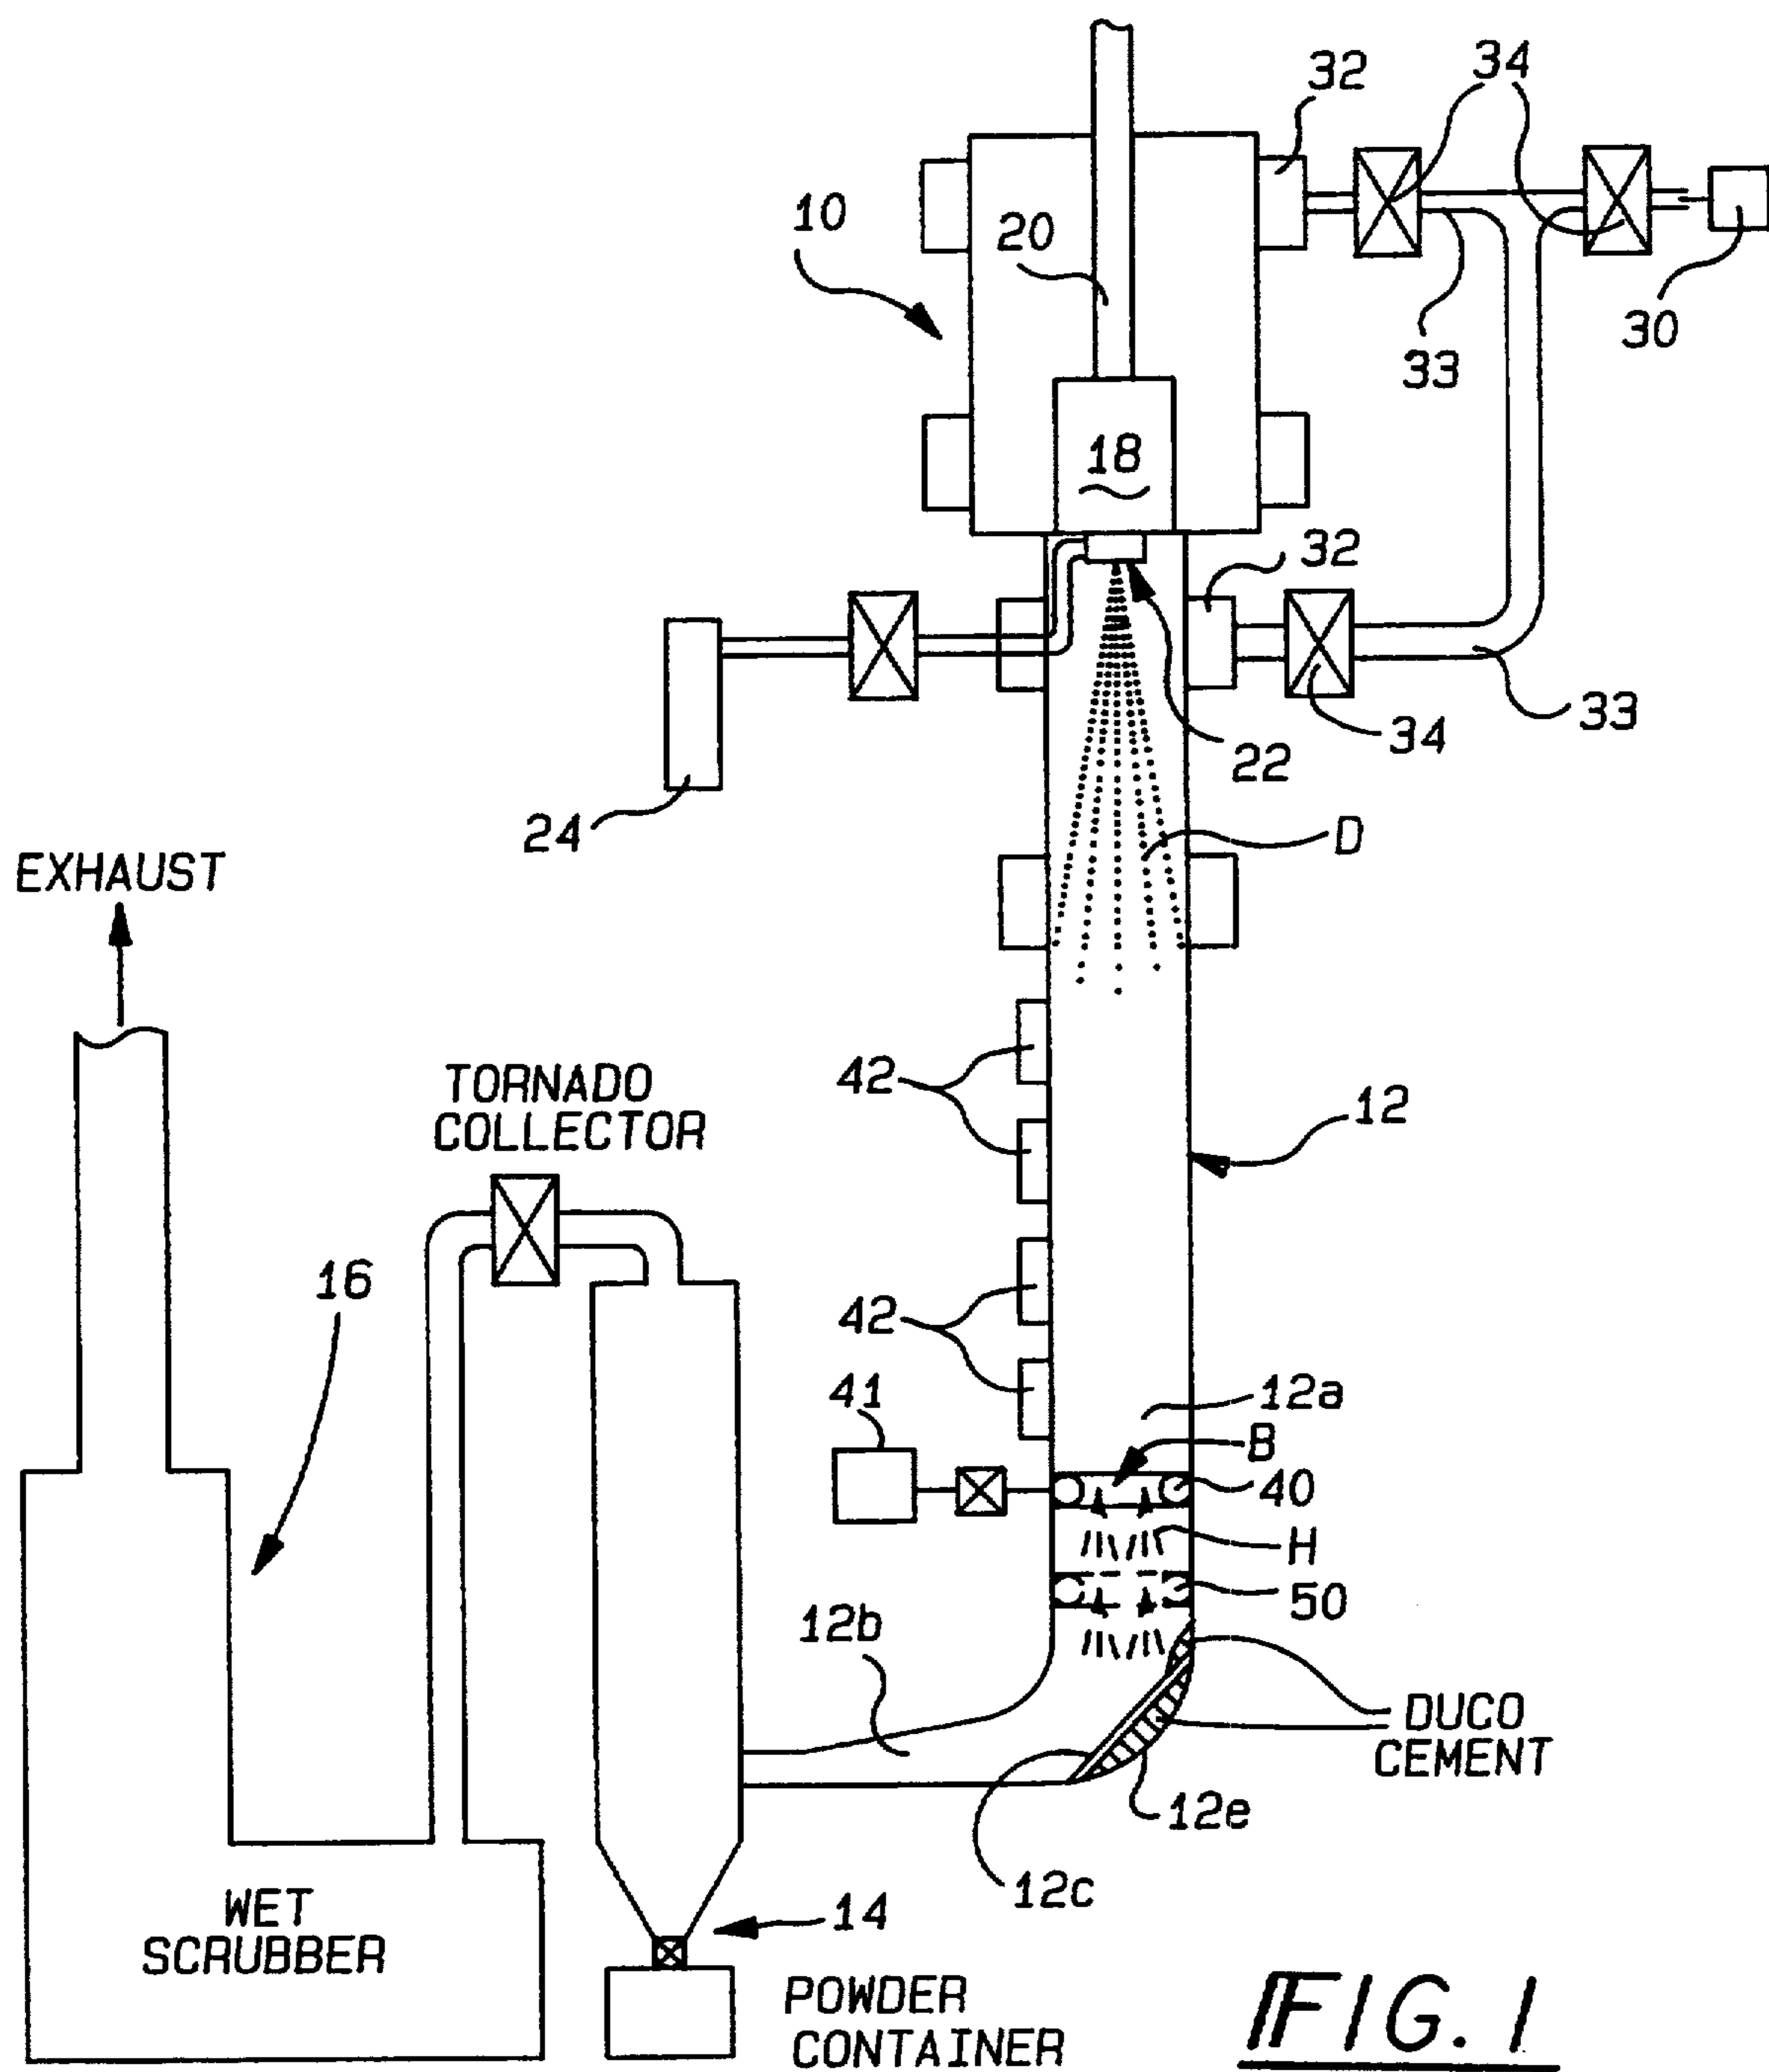 32
34
10
20
30
33
18
32
33
34
22
24
D
EXHAUST
42
TORNADO
COLLECTOR
12
16
42
41
12a
B
40
H
50
12b
DUCO
CEMENT
12e
12c
14
WET
SCRUBBER
POWDER
CONTAINER
FIG. 1